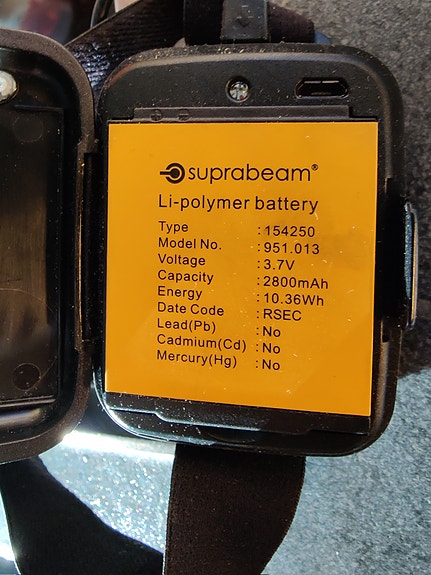 suprabeam®
Li-polymer battery
Type : 154250
Model No. : 951.013
Voltage : 3.7V
Capacity : 2800mAh
Energy : 10.36Wh
Date Code : RSEC
Lead(Pb) : No
Cadmium(Cd) : No
Mercury(Hg) : No